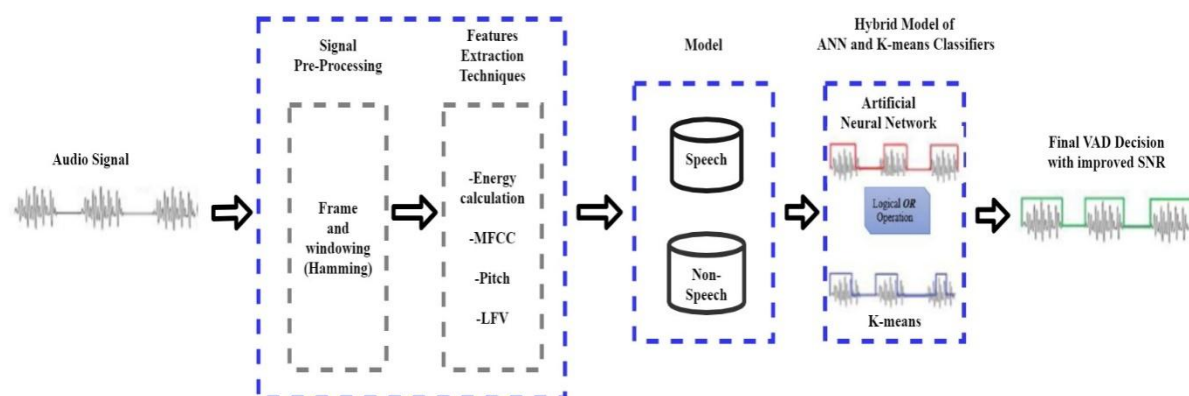 Audio Signal
Signal
Pre-Processing
Frame
and
windowing
(Hamming)
Features
Extraction
Techniques
-Energy
calculation
-MFCC
-Pitch
-LFV
Model
Speech
Non-
Speech
Hybrid Model of
ANN and K-means Classifiers
Artificial
Neural Network
Logical OR
Operation
K-means
Final VAD Decision
with improved SNR